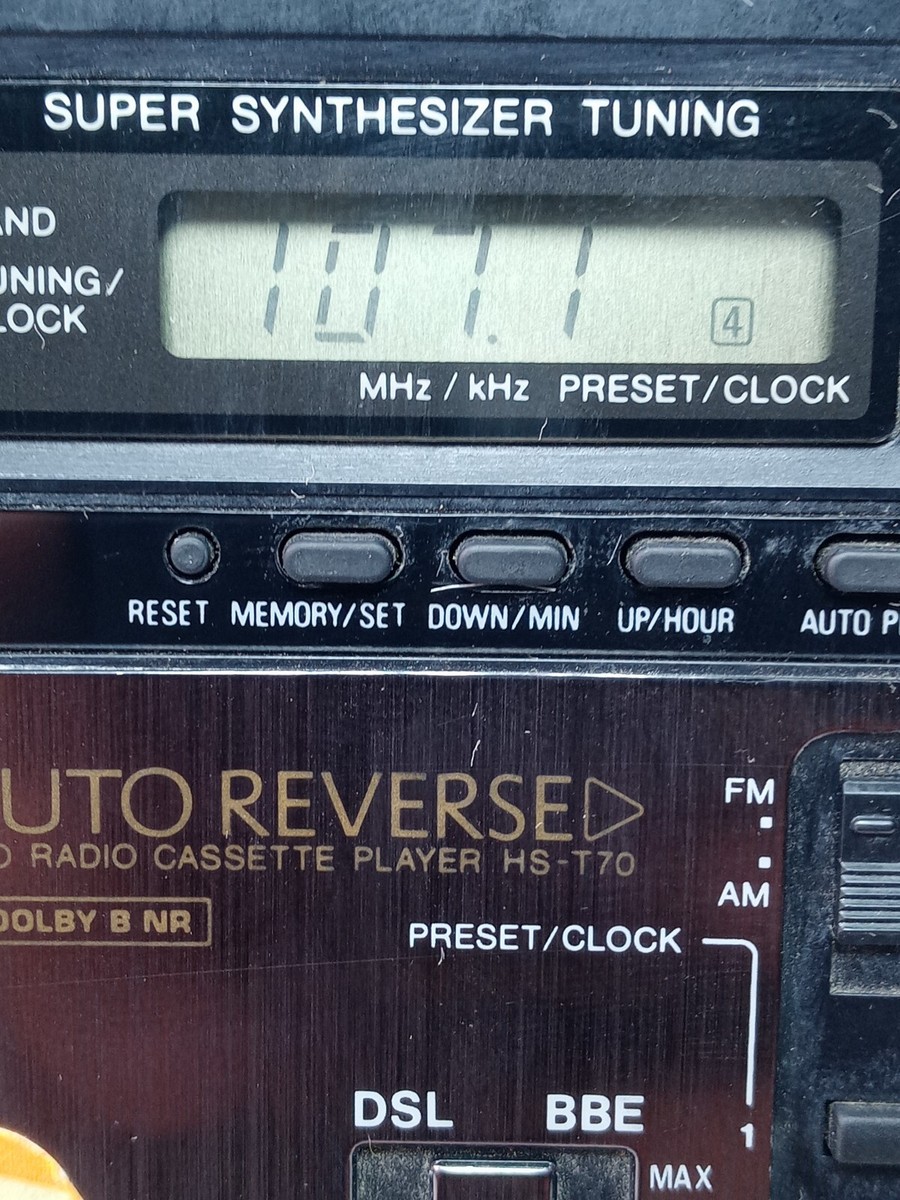 SUPER SYNTHESIZER TUNING
AND
UNING/
LOCK
107.1
4
MHz / kHz PRESET/CLOCK
RESET MEMORY/SET DOWN/MIN UP/HOUR AUTO P
UTO REVERSE
O RADIO CASSETTE PLAYER HS-T70
DOLBY B NR
FM
AM
PRESET/CLOCK
1
DSL BBE
MAX